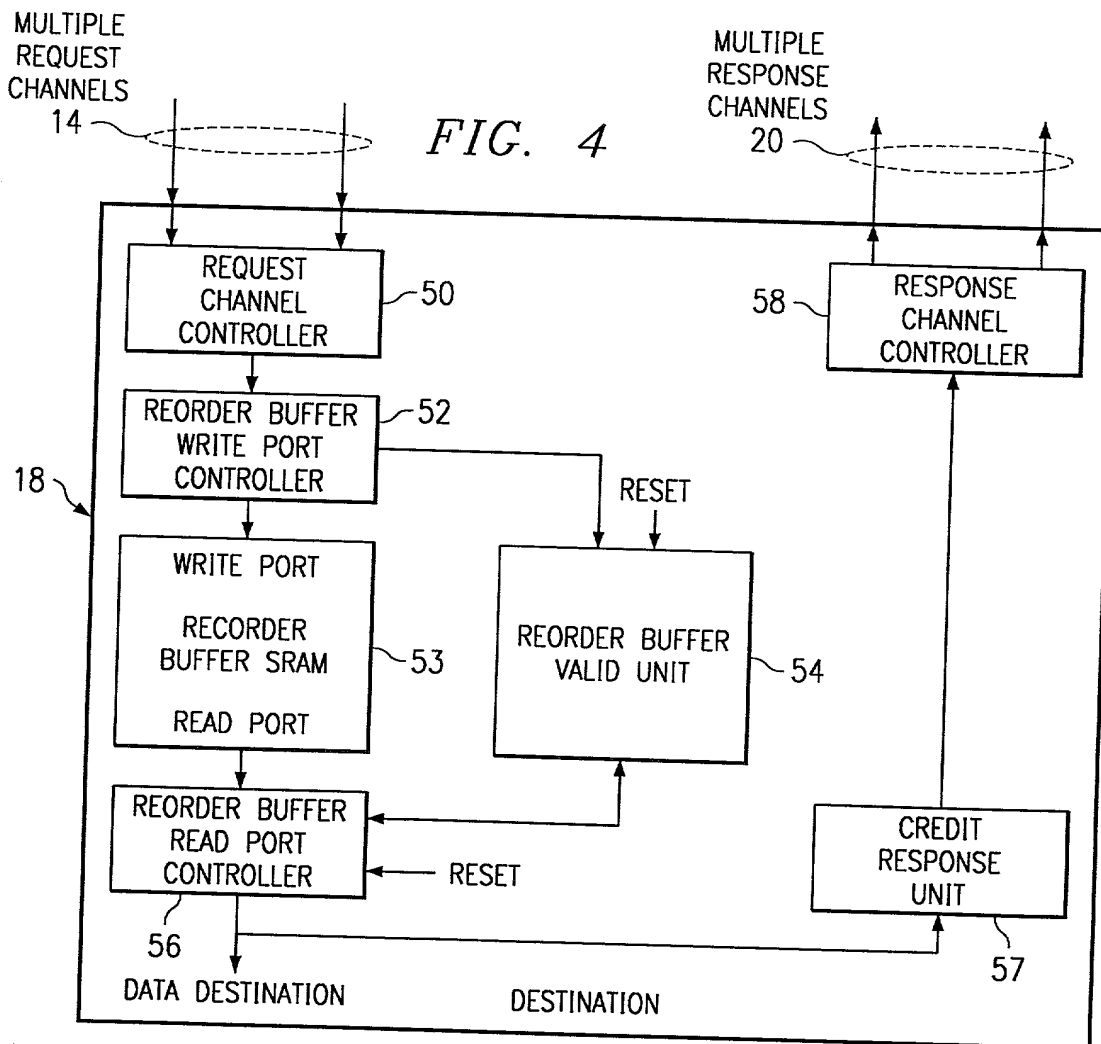 MULTIPLE
REQUEST
CHANNELS
14
FIG. 4
MULTIPLE
RESPONSE
CHANNELS
20
REQUEST
CHANNEL
CONTROLLER
50
58
RESPONSE
CHANNEL
CONTROLLER
REORDER BUFFER
WRITE PORT
CONTROLLER
52
18
RESET
WRITE PORT
RECORDER
BUFFER SRAM
READ PORT
53
REORDER BUFFER
VALID UNIT
54
REORDER BUFFER
READ PORT
CONTROLLER
RESET
56
CREDIT
RESPONSE
UNIT
57
DATA DESTINATION
DESTINATION